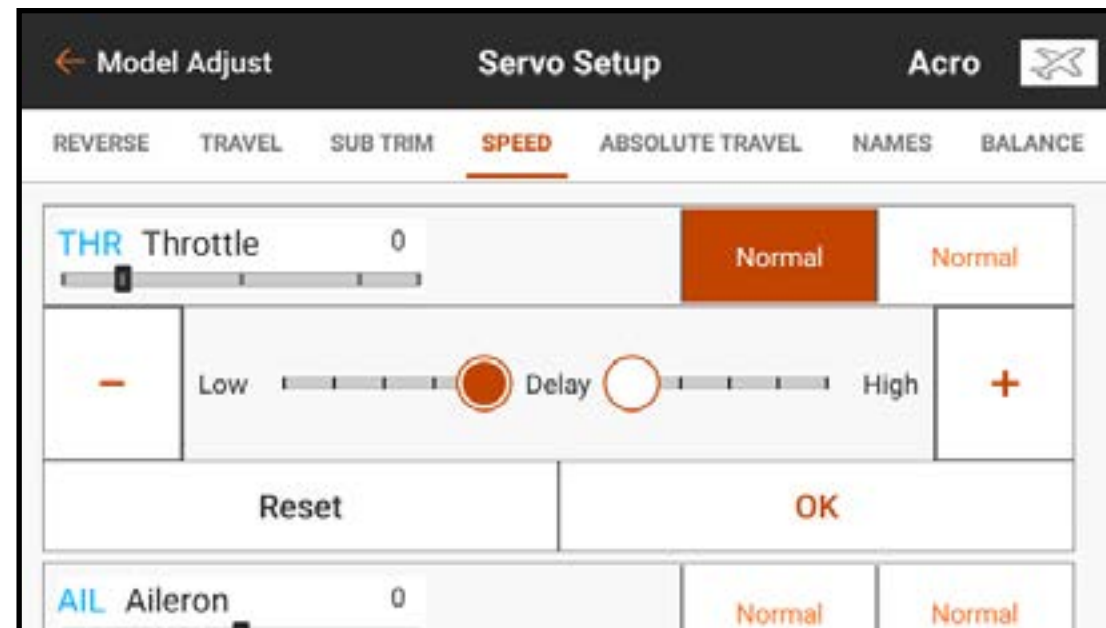 ← Model Adjust Servo Setup Acro
REVERSE TRAVEL SUB TRIM SPEED ABSOLUTE TRAVEL NAMES BALANCE
THR Throttle 0 Normal Normal
− Low Delay High +
Reset OK
AIL Aileron 0 Normal Normal